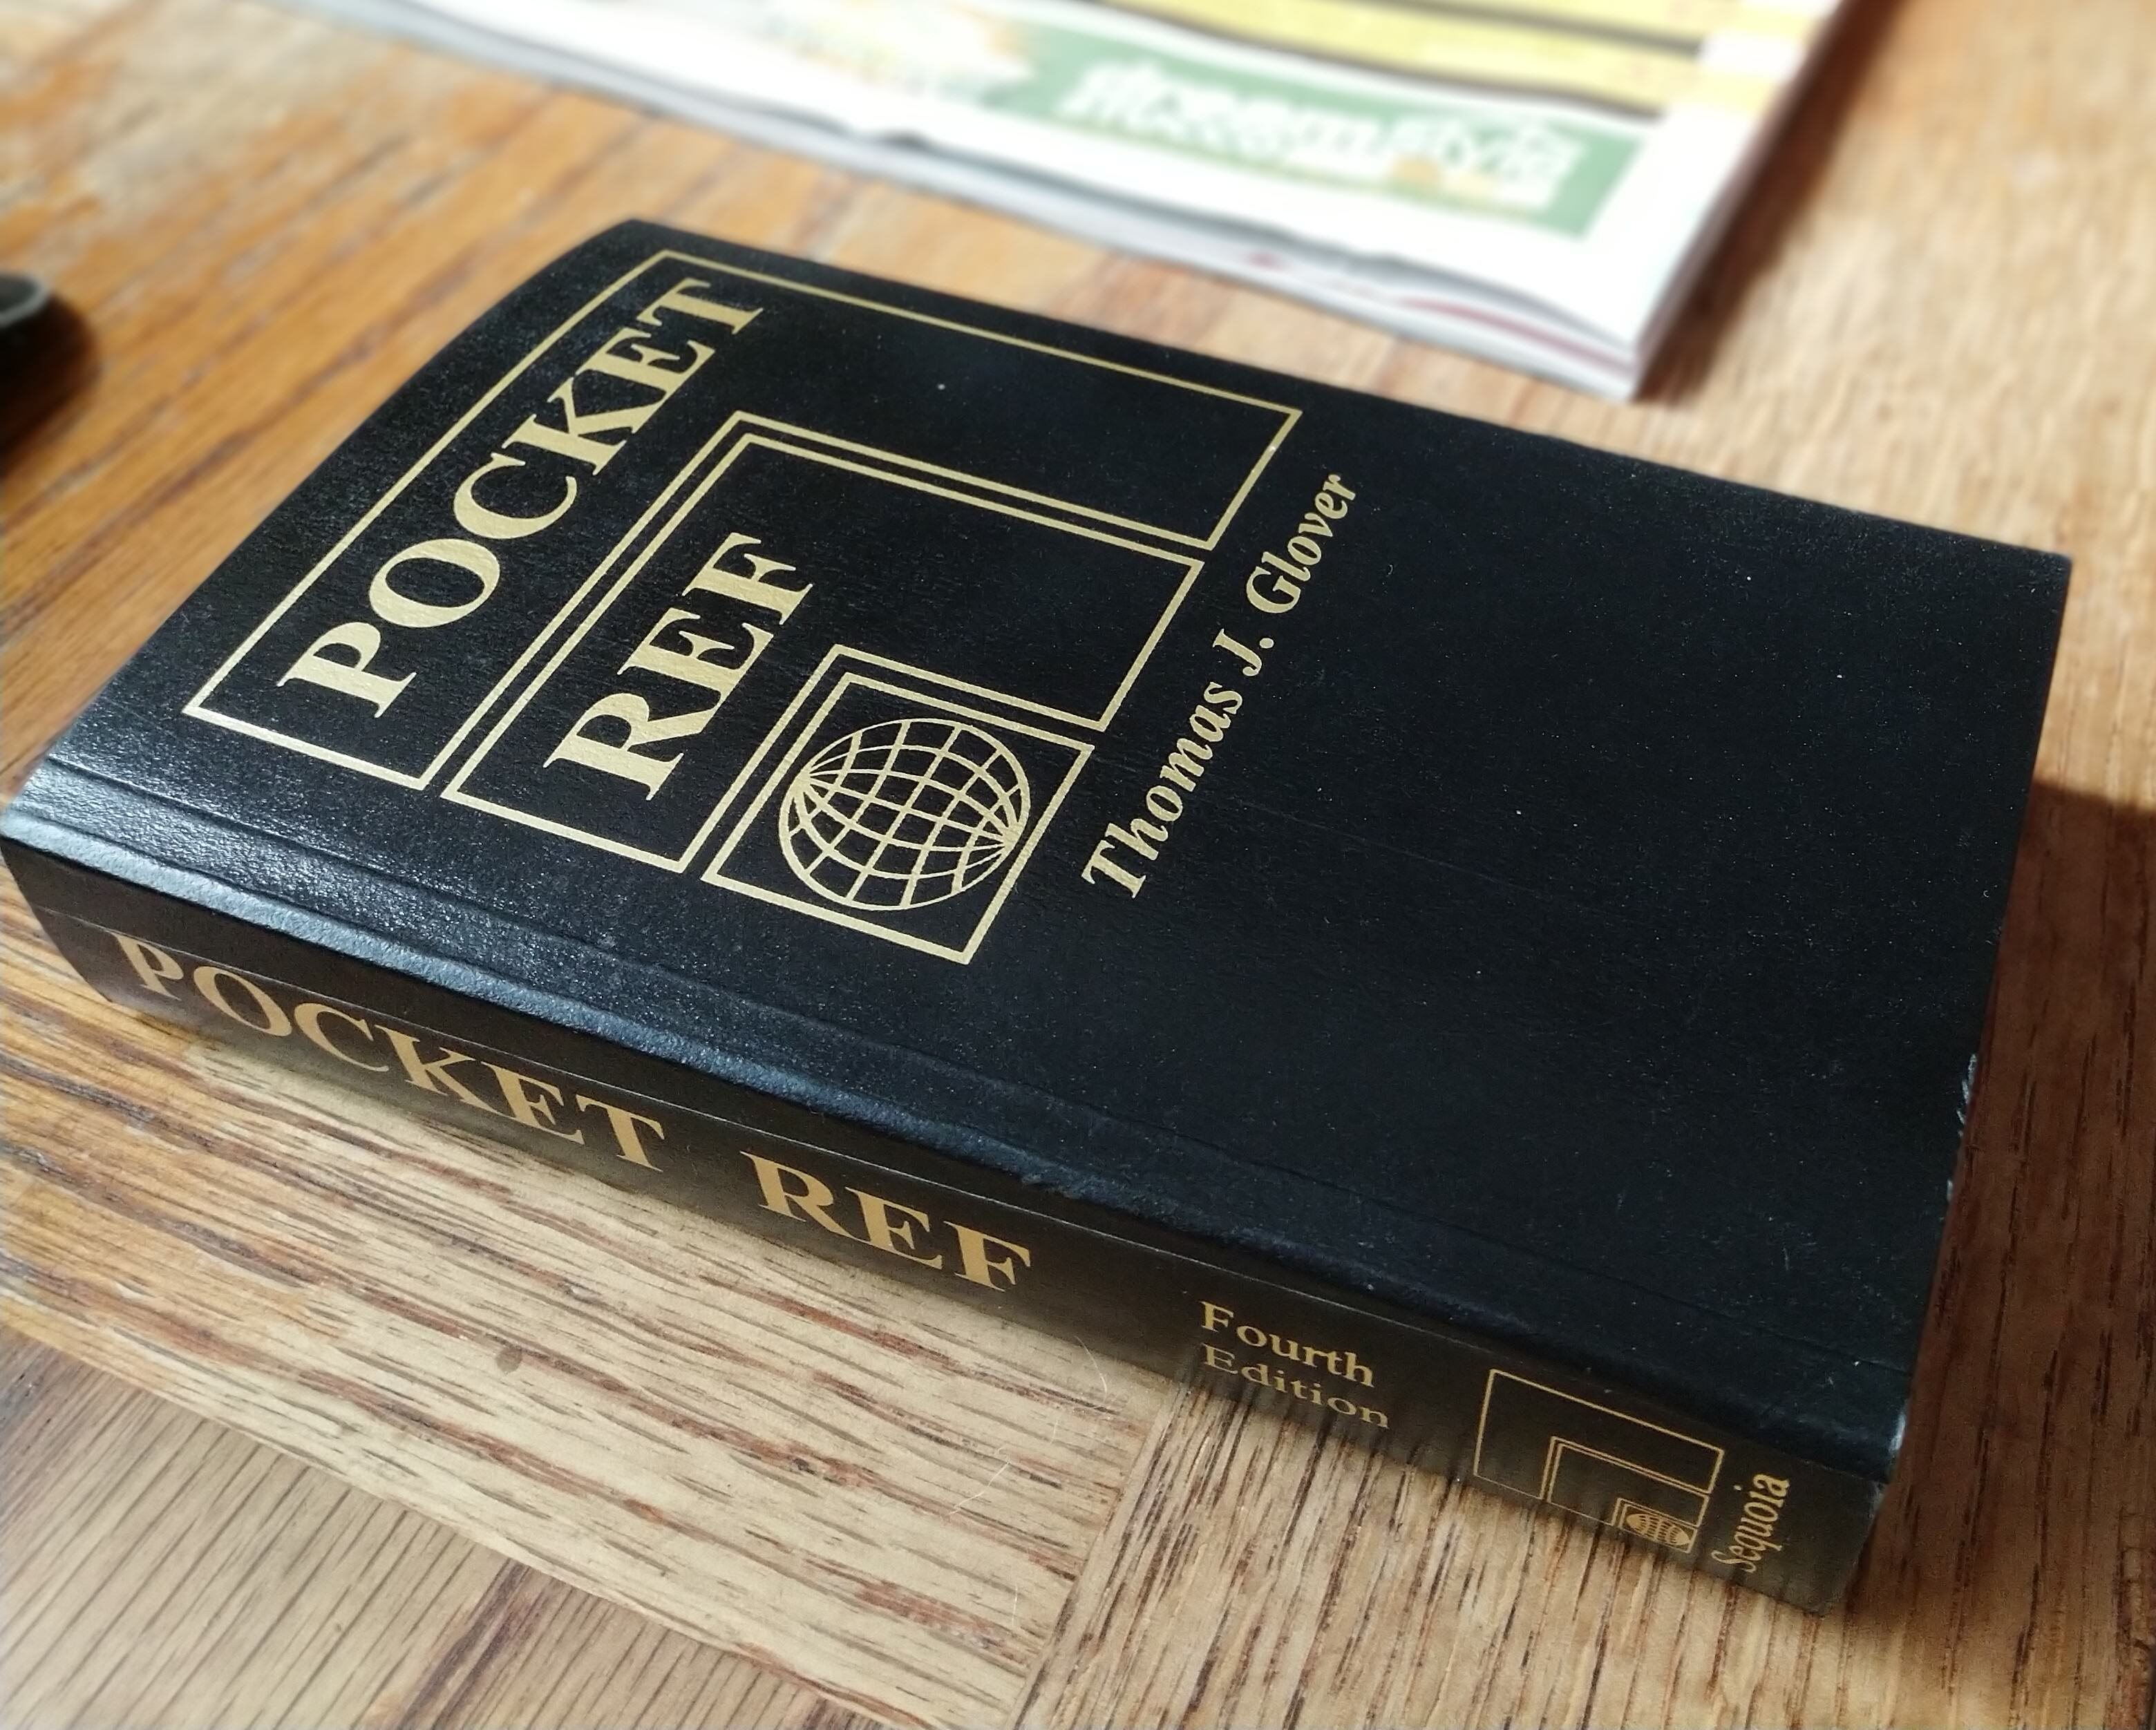 POCKET
REF
Thomas J. Glover
POCKET REF
Fourth
Edition
Sequoia